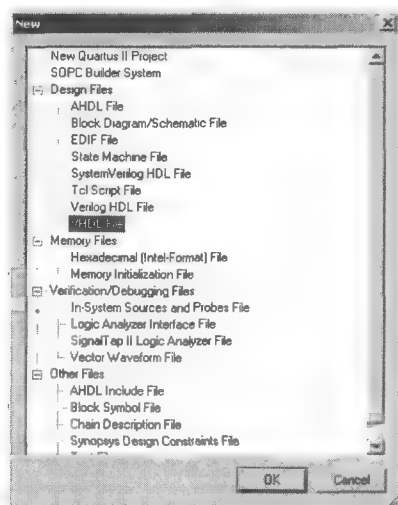 New
New Quartus II Project
SOPC Builder System
Design Files
AHDL File
Block Diagram/Schematic File
EDIF File
State Machine File
SystemVerilog HDL File
Tcl Script File
Verilog HDL File
VHDL File
Memory Files
Hexadecimal (Intel-Format) File
Memory Initialization File
Verification/Debugging Files
In-System Sources and Probes File
Logic Analyzer Interface File
SignalTap II Logic Analyzer File
Vector Waveform File
Other Files
AHDL Include File
Block Symbol File
Chain Description File
Synopsys Design Constraints File
OK Cancel